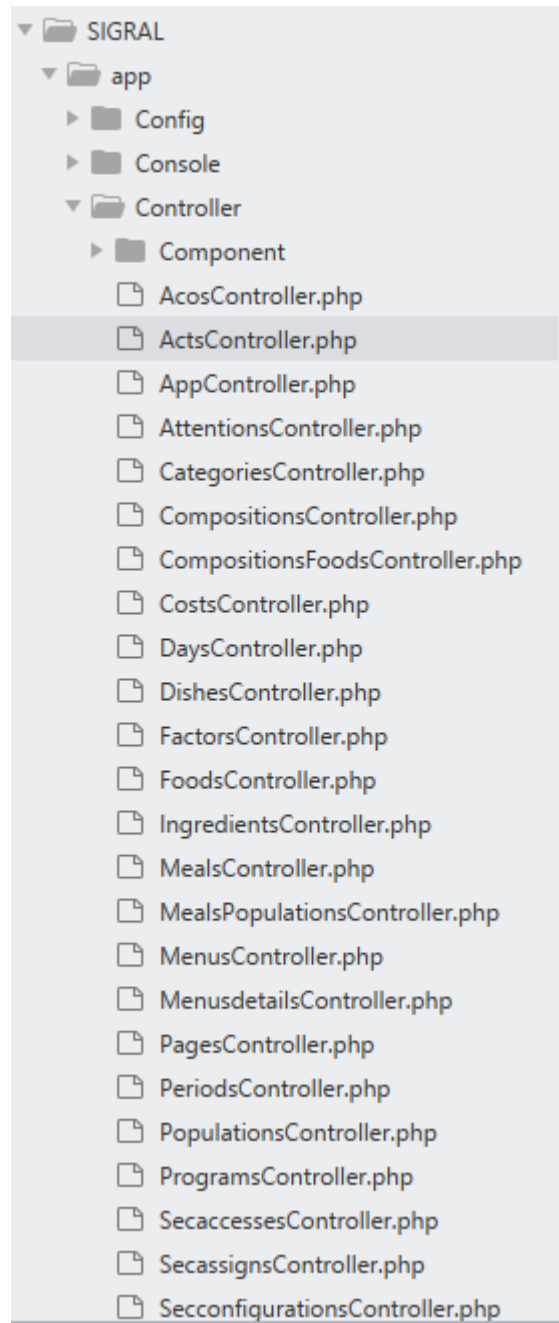 SIGRAL
app
Config
Console
Controller
Component
AcosController.php
ActsController.php
AppController.php
AttentionsController.php
CategoriesController.php
CompositionsController.php
CompositionsFoodsController.php
CostsController.php
DaysController.php
DishesController.php
FactorsController.php
FoodsController.php
IngredientsController.php
MealsController.php
MealsPopulationsController.php
MenusController.php
MenusdetailsController.php
PagesController.php
PeriodsController.php
PopulationsController.php
ProgramsController.php
SecaccessesController.php
SecassignsController.php
SecconfigurationsController.php